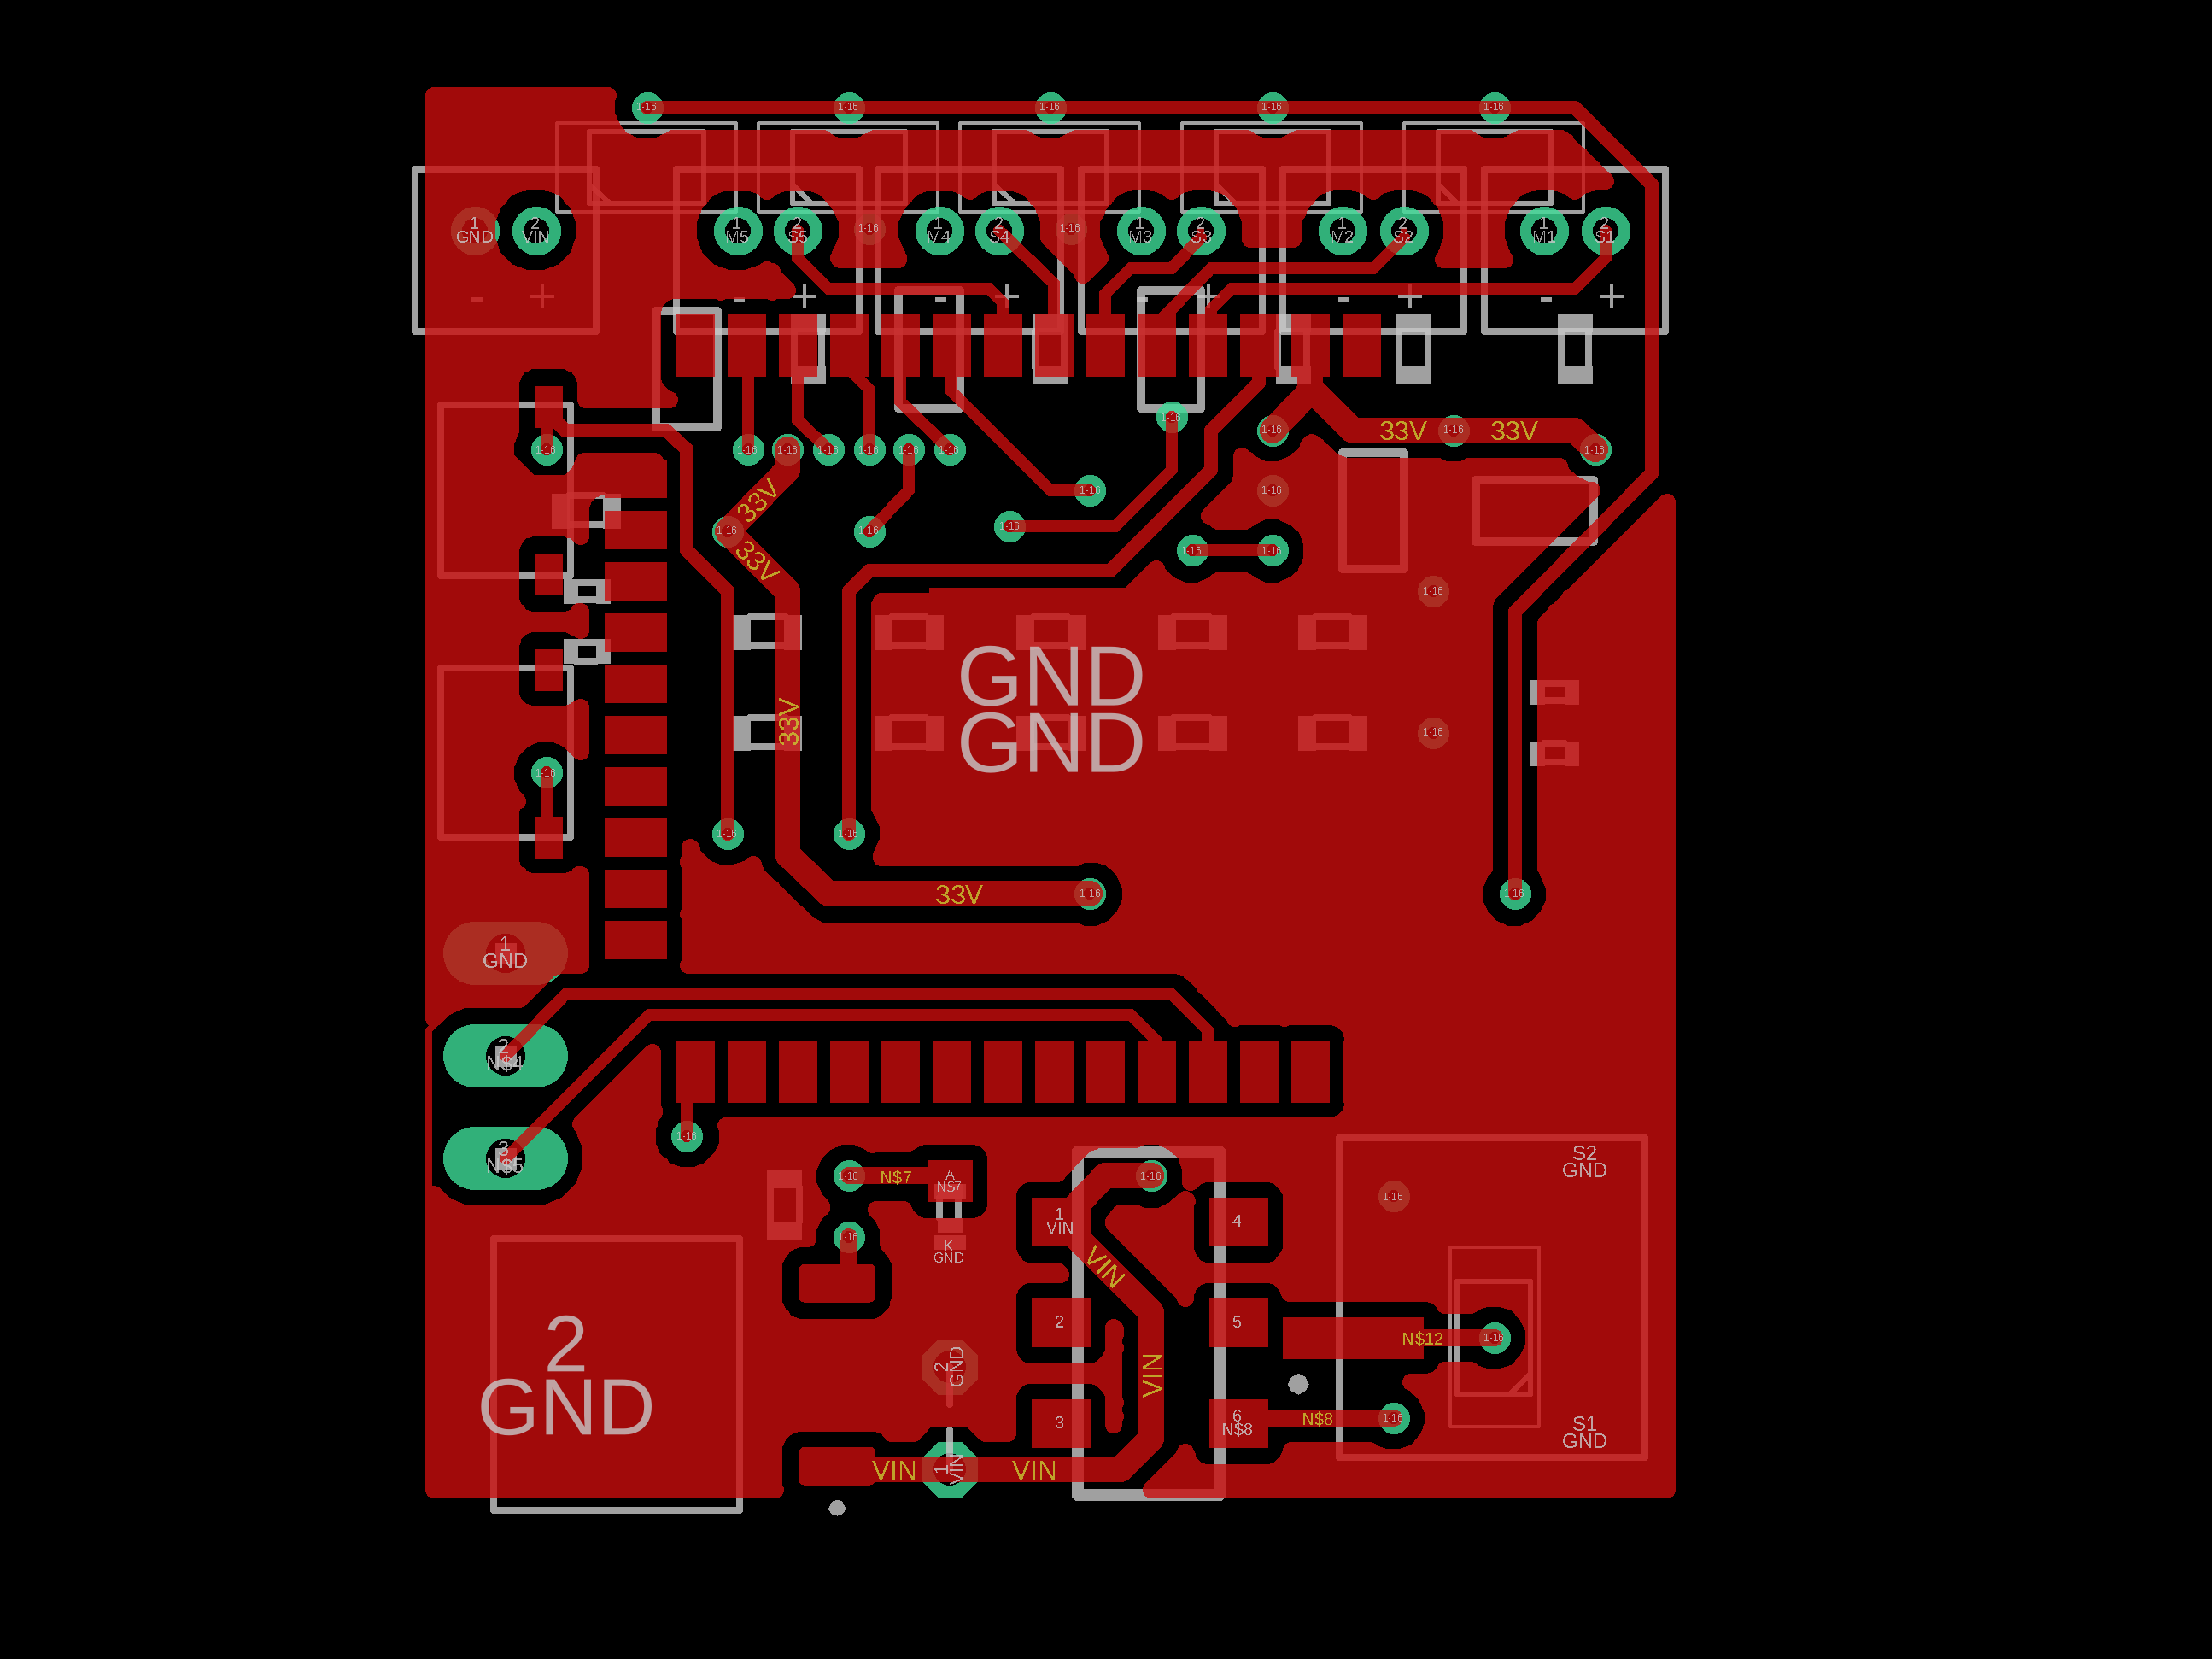 1-16 1-16 1-16 1-16 1-16
1 2 1 2 1 2 1 2 1 2 1 2
GND VIN M5 S5 1-16 M4 S4 1-16 M3 S3 M2 S2 M1 S1
- + - + - + - + - + - +
1-16
1-16 33V 1-16 33V
1-16 1-16 1-16 1-16 1-16 1-16 1-16 1-16
33V 1-16 1-16
1-16 1-16 1-16
33V 1-16 1-16
1-16
GND
GND
33V 1-16
1-16
1-16 1-16
33V 1-16 1-16
1
GND
2
N$4
1-16
3
N$5
S2
GND
1-16 N$7 A
N$7
1-16
1-16
1
VIN
4
1-16 K
GND
VIN
2 5
N$12 1-16
2
GND
2
GND
VIN
3
6
N$8
N$8 1-16
S1
GND
VIN 1
VIN
VIN